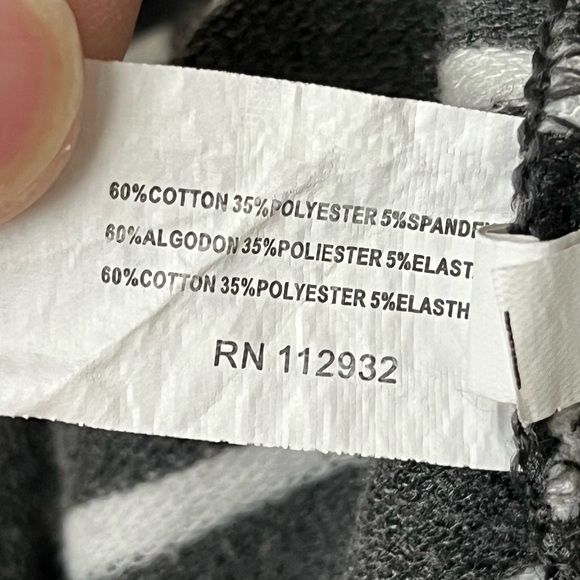 60%COTTON 35%POLYESTER 5%SPANDE
60%ALGODON 35%POLIESTER 5%ELAST
60%COTTON 35%POLYESTER 5%ELASTH
RN 112932